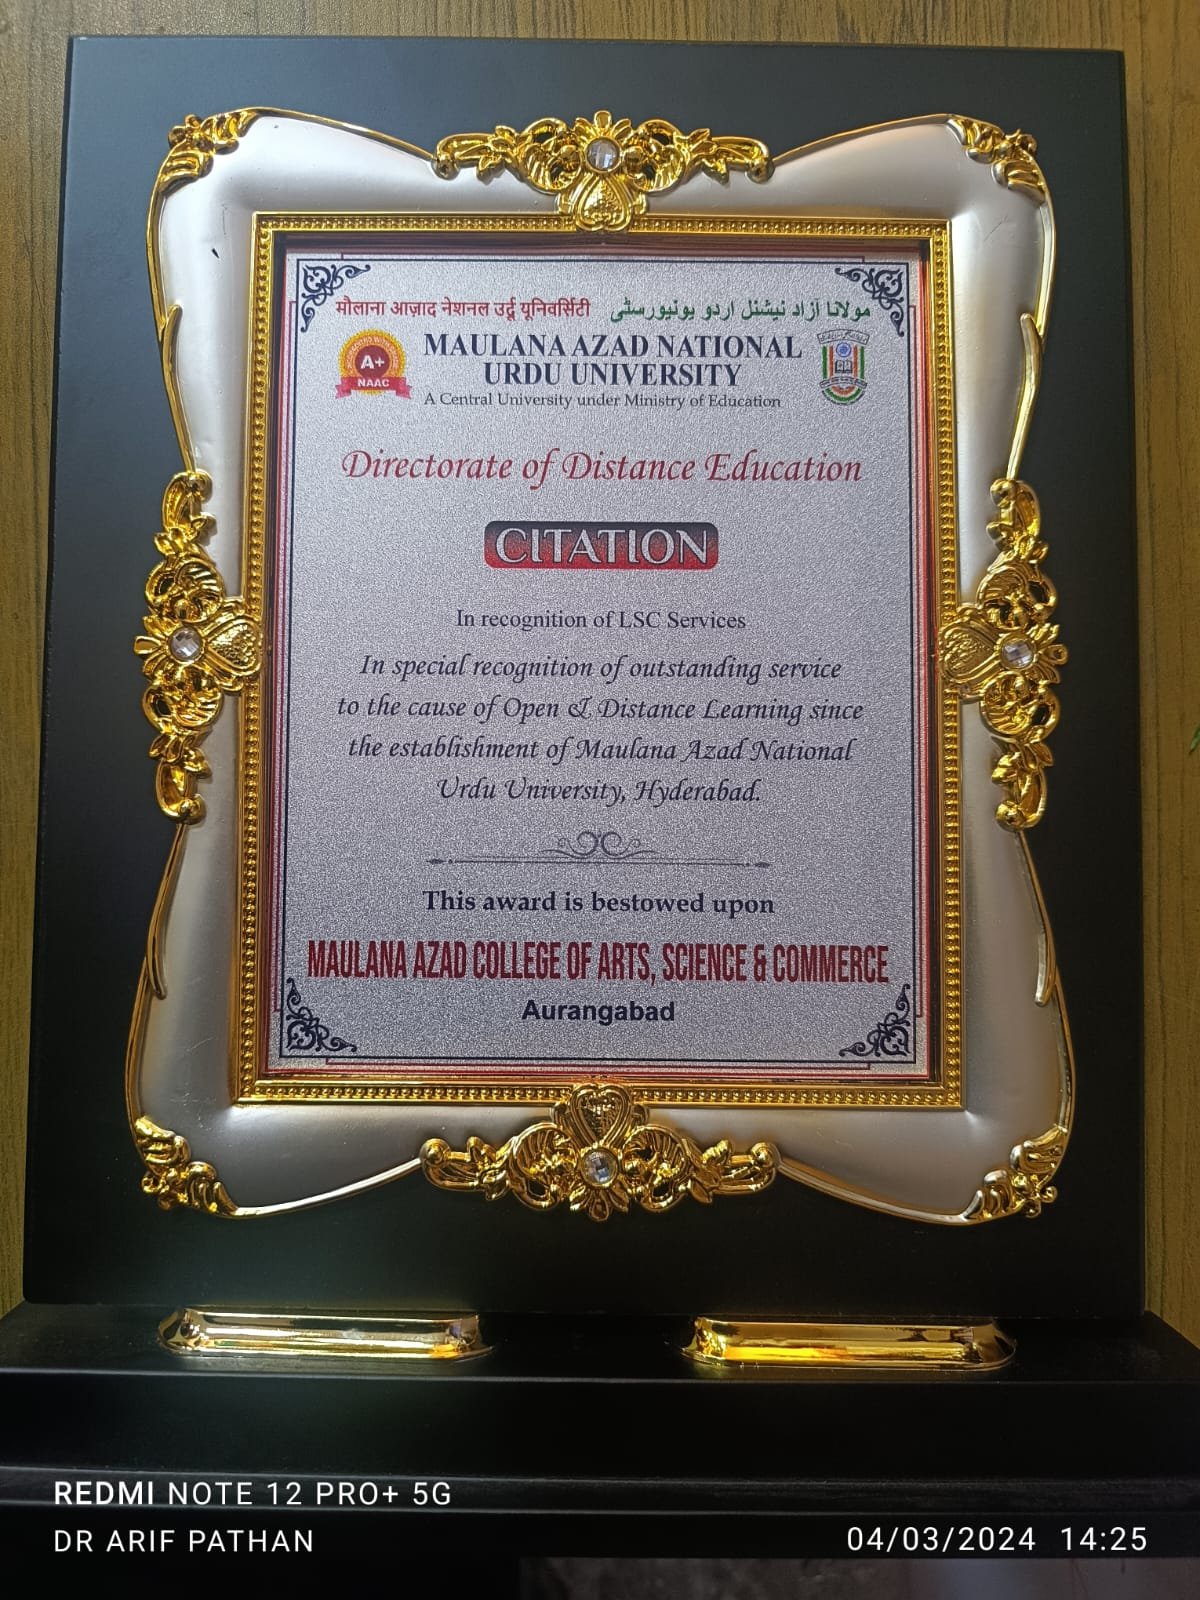 मौलाना आज़ाद नेशनल उर्दू यूनिवर्सिटी مولانا آزاد نیشنل اردو یونیورسٹی
MAULANA AZAD NATIONAL
URDU UNIVERSITY
A Central University under Ministry of Education
A+
NAAC
Directorate of Distance Education
CITATION
In recognition of LSC Services
In special recognition of outstanding service
to the cause of Open & Distance Learning since
the establishment of Maulana Azad National
Urdu University, Hyderabad.
This award is bestowed upon
MAULANA AZAD COLLEGE OF ARTS, SCIENCE & COMMERCE
Aurangabad
REDMI NOTE 12 PRO+ 5G
DR ARIF PATHAN 04/03/2024 14:25